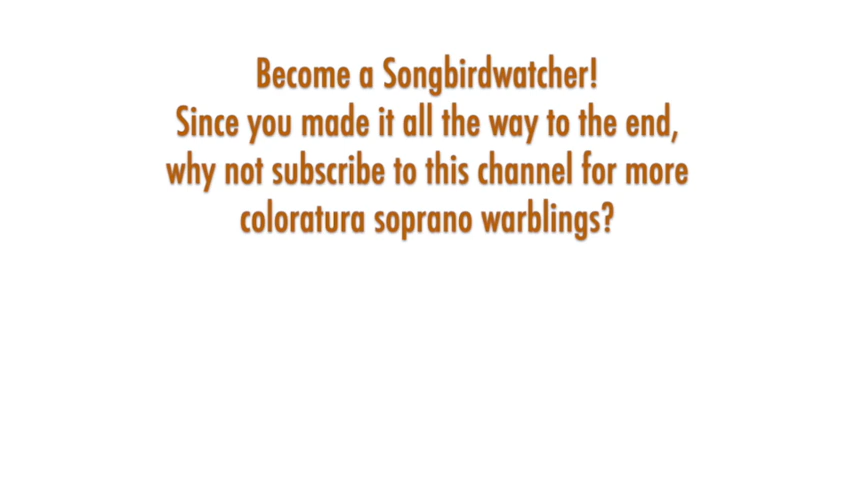 Become a Songbirdwatcher!
Since you made it all the way to the end,
why not subscribe to this channel for more
coloratura soprano warblings?